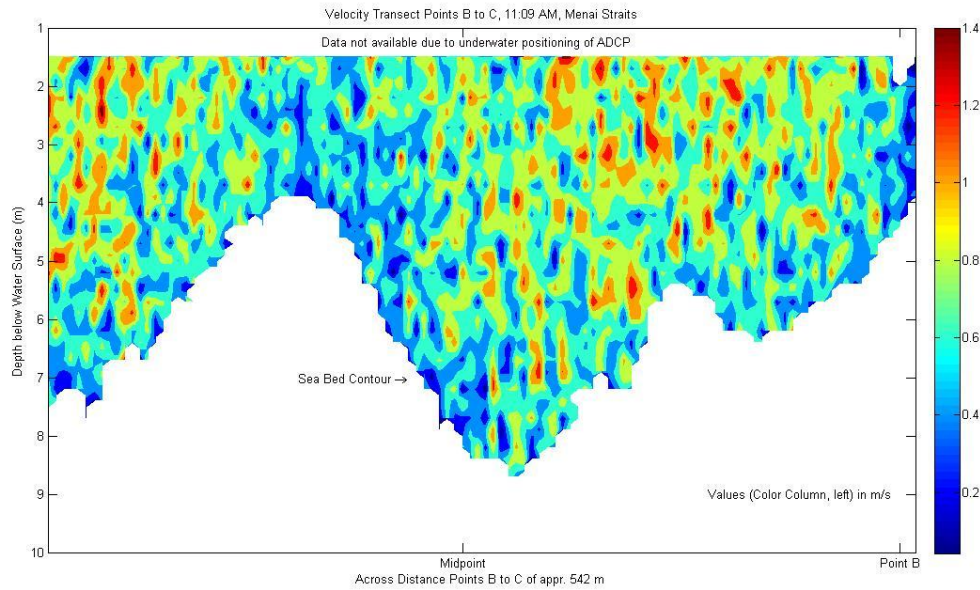 Velocity Transect Points B to C, 11:09 AM, Menai Straits
Data not available due to underwater positioning of ADCP
1
2
3
4
5
6
7
8
9
10
Depth below Water Surface (m)
Sea Bed Contour →
Values (Color Column, left) in m/s
Midpoint
Point B
Across Distance Points B to C of appr. 542 m
1.4
1.2
1
0.8
0.6
0.4
0.2